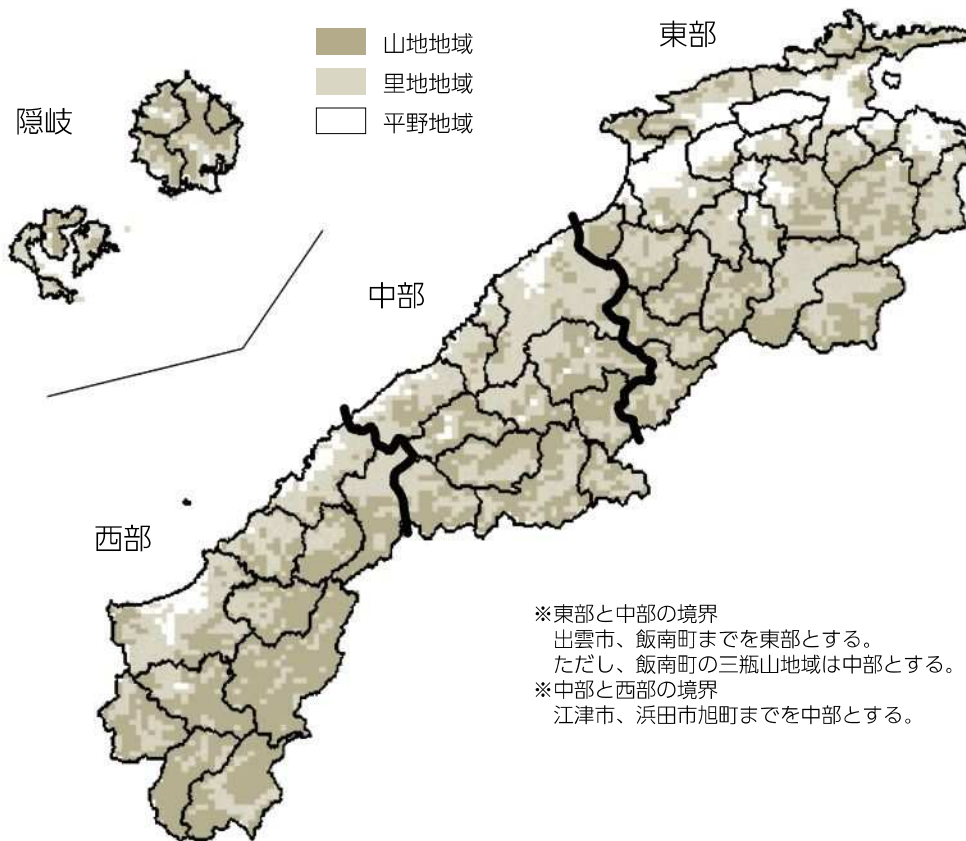 山地地域
里地地域
平野地域
東部
隠岐
中部
西部
※東部と中部の境界
出雲市、飯南町までを東部とする。
ただし、飯南町の三瓶山地域は中部とする。
※中部と西部の境界
江津市、浜田市旭町までを中部とする。